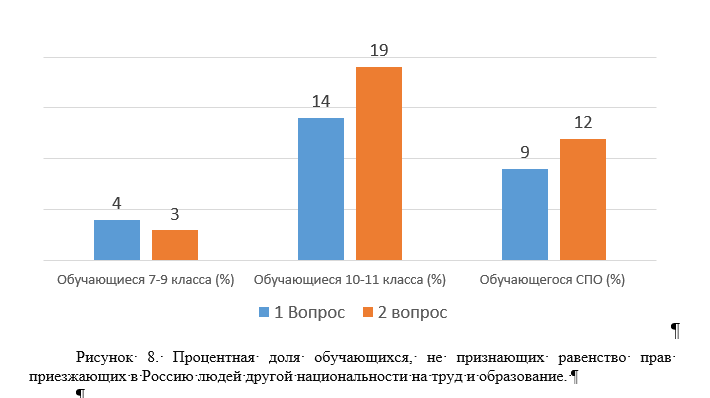 19
14
12
9
4
3
Обучающиеся 7-9 класса (%) Обучающиеся 10-11 класса (%) Обучающегося СПО (%)
1 Вопрос 2 вопрос
¶
Рисунок· 8.· Процентная· доля· обучающихся,· не· признающих· равенство· прав·
приезжающих·в·Россию·людей·другой·национальности·на·труд·и·образование.·¶
¶